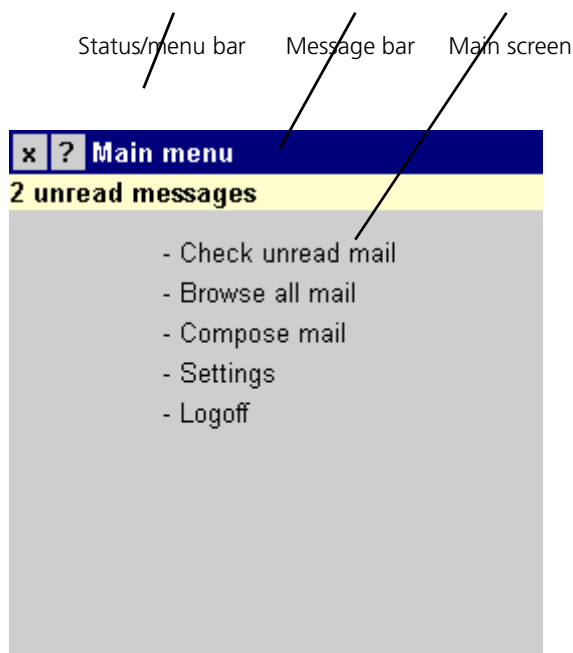 Status/menu bar Message bar Main screen
x ? Main menu
2 unread messages
- Check unread mail
- Browse all mail
- Compose mail
- Settings
- Logoff